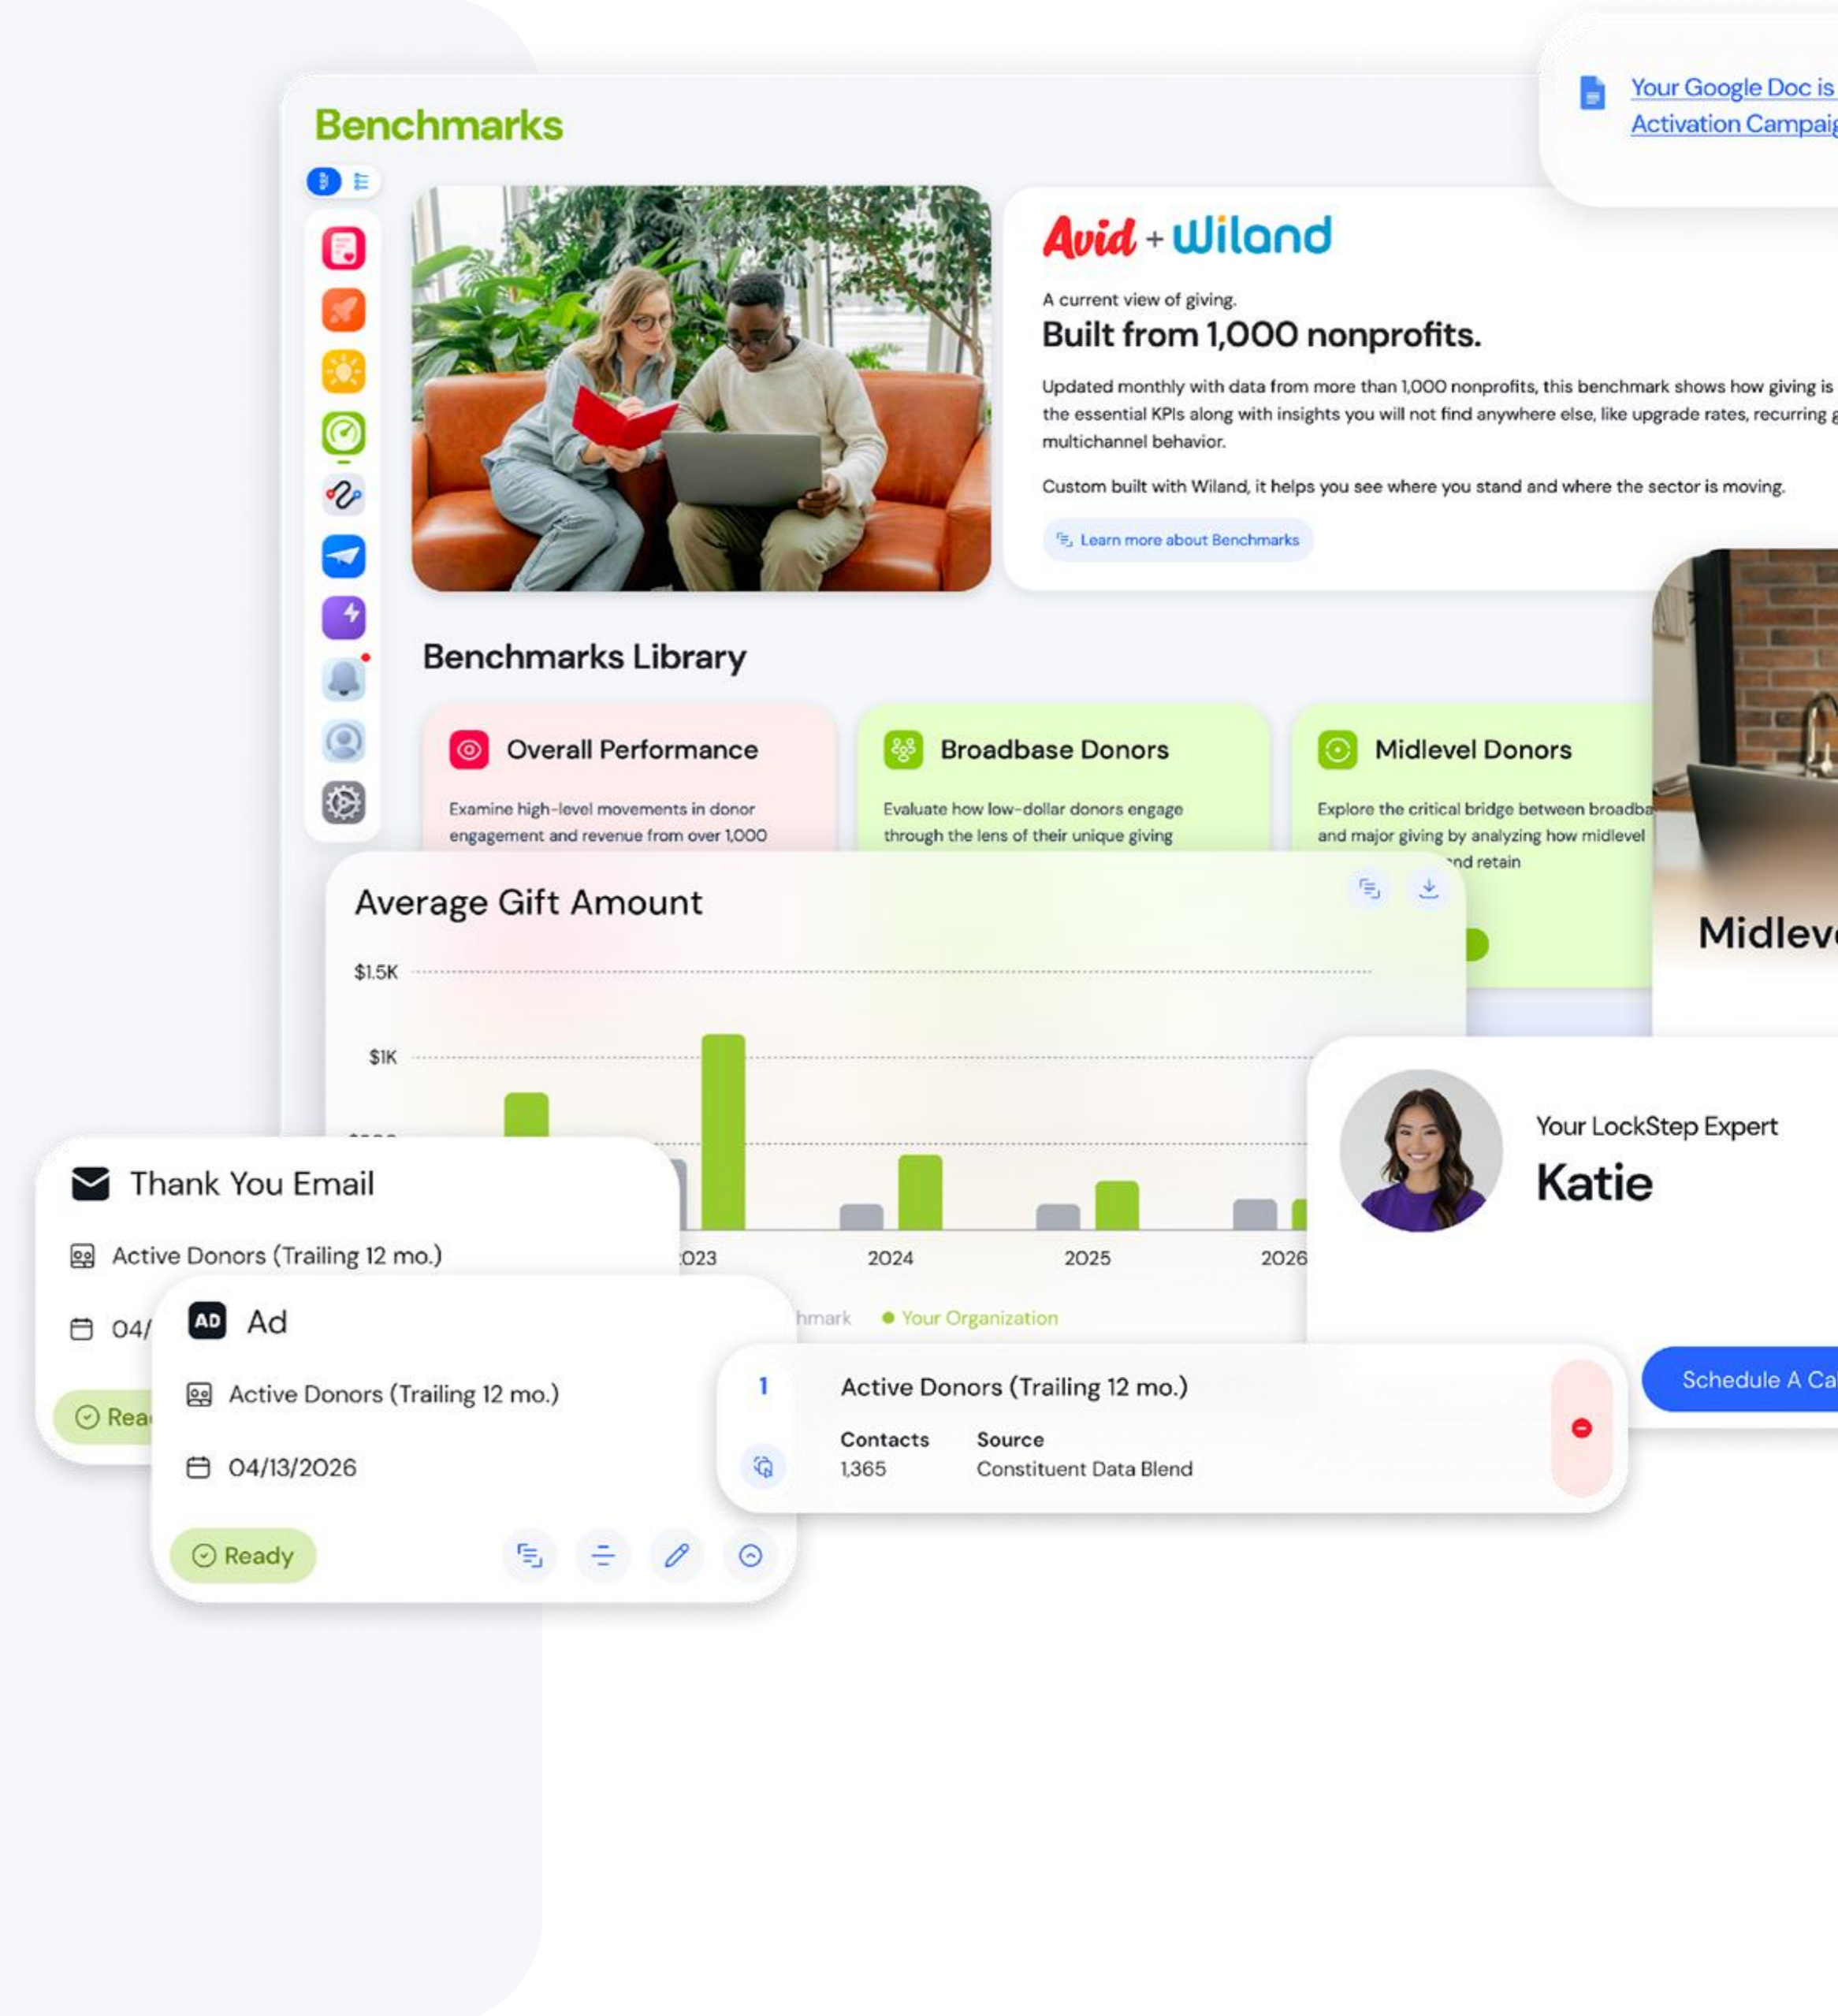 Your Google Doc is
Activation
Benchmarks
Avid + Wiland
A current view of giving.
Built from 1,000 nonprofits.
Updated monthly with data from more than 1,000 nonprofits, this benchmark shows how giving is
the essential KPIs along with insights you will not find anywhere else, like upgrade rates, recurring
multichannel behavior.
Custom built with Wiland, it helps you see where you stand and where the sector is moving.
Learn more about Benchmarks
Benchmarks Library
Overall Performance
Examine high-level movements in donor
engagement and revenue from over 1,000
Broadbase Donors
Evaluate how low-dollar donors engage
through the lens of their unique giving
Midlevel Donors
Explore the critical bridge between
and major giving by analyzing how midlevel
retain
Average Gift Amount
$1.5K
$1K
2024
2025
2026
Your Organization
Your LockStep Expert
Katie
Schedule A
Thank You Email
Active Donors (Trailing 12 mo.)
04/
AD
Ad
Active Donors (Trailing 12 mo.)
04/13/2026
Ready
1
Active Donors (Trailing 12 mo.)
Contacts Source
1,365 Constituent Data Blend